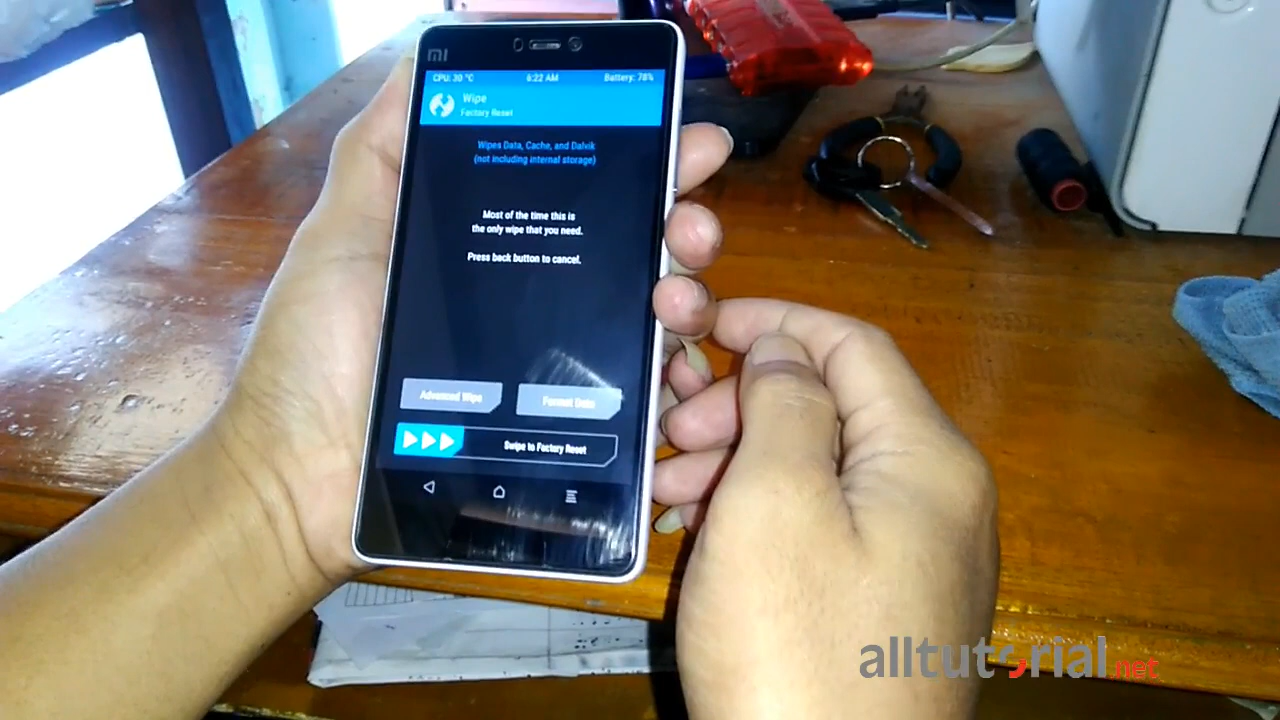 MI
CPU: 30 °C 6:22 AM Battery: 78%
Wipe
Factory Reset
Wipes Data, Cache, and Dalvik
(not including internal storage)
Most of the time this is
the only wipe that you need.
Press back button to cancel.
Advanced Wipe Format Data
Swipe to Factory Reset
alltutorial.net